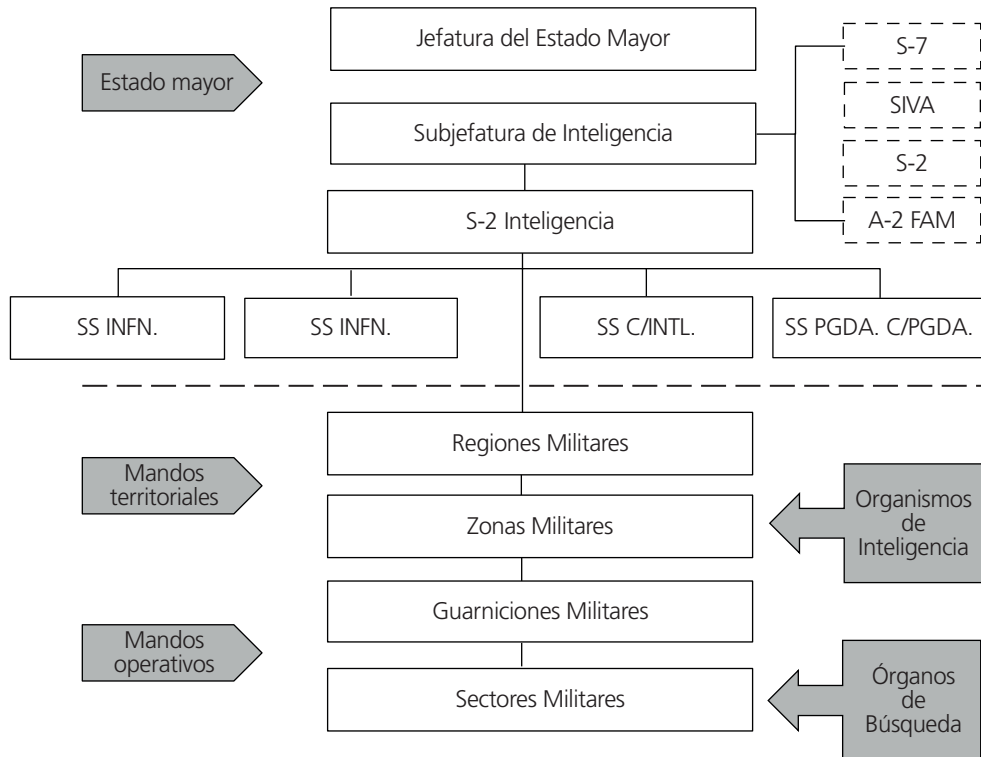 Jefatura del Estado Mayor
S-7
Estado mayor
SIVA
Subjefatura de Inteligencia
S-2
S-2 Inteligencia
A-2 FAM
SS INFN.
SS INFN.
SS C/INTL.
SS PGDA. C/PGDA.
Regiones Militares
Mandos
territoriales
Zonas Militares
Organismos
de
Inteligencia
Guarniciones Militares
Mandos
operativos
Sectores Militares
Órganos
de
Búsqueda